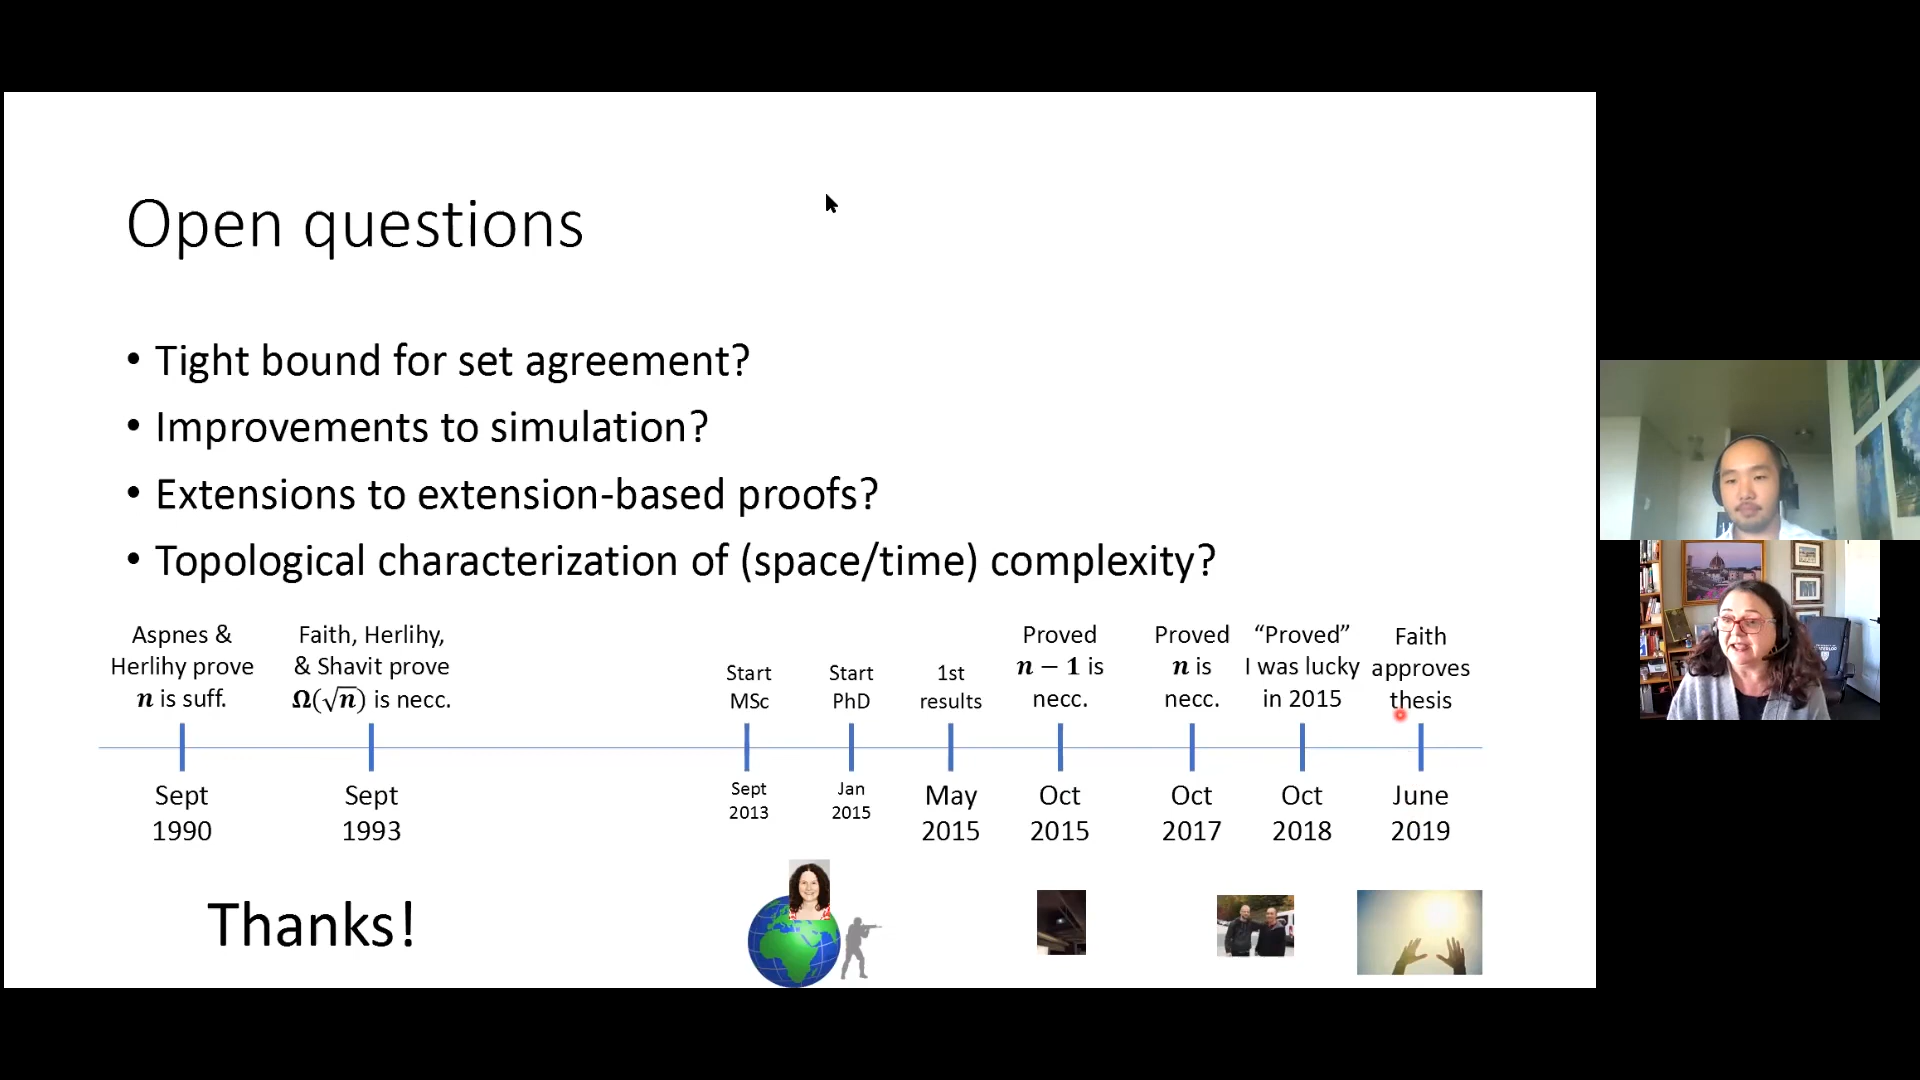 Open questions
• Tight bound for set agreement?
• Improvements to simulation?
• Extensions to extension-based proofs?
• Topological characterization of (space/time) complexity?
Aspnes &
Herlihy prove
n is suff.
Sept
1990
Faith, Herlihy,
& Shavit prove
Ω(√n) is necc.
Sept
1993
Start
MSc
Sept
2013
Start
PhD
Jan
2015
1st
results
May
2015
Proved
n − 1 is
necc.
Oct
2015
Proved
n is
necc.
Oct
2017
“Proved”
I was lucky
in 2015
Oct
2018
Faith
approves
thesis
June
2019
Thanks!